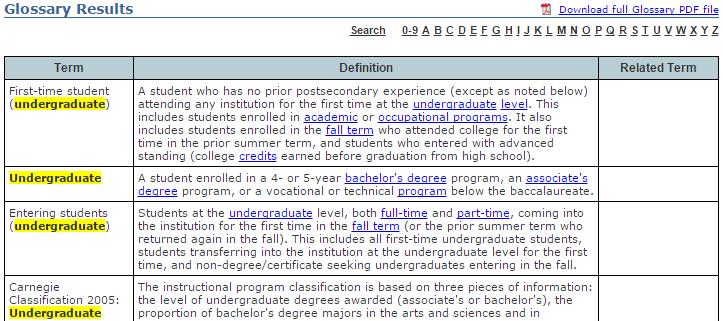 Glossary Results
Download full Glossary PDF file
Search 0-9 A B C D E F G H I J K L M N O P Q R S T U V W X Y Z
Term Definition Related Term
First-time student
(undergraduate)
A student who has no prior postsecondary experience (except as noted below)
attending any institution for the first time at the undergraduate level. This
includes students enrolled in academic or occupational programs. It also
includes students enrolled in the fall term who attended college for the first
time in the prior summer term, and students who entered with advanced
standing (college credits earned before graduation from high school).
Undergraduate
A student enrolled in a 4- or 5-year bachelor's degree program, an associate's
degree program, or a vocational or technical program below the baccalaureate.
Entering students
(undergraduate)
Students at the undergraduate level, both full-time and part-time, coming into
the institution for the first time in the fall term (or the prior summer term who
returned again in the fall). This includes all first-time undergraduate students,
students transferring into the institution at the undergraduate level for the first
time, and non-degree/certificate seeking undergraduates entering in the fall.
Carnegie
Classification 2005:
Undergraduate
The instructional program classification is based on three pieces of information:
the level of undergraduate degrees awarded (associate's or bachelor's), the
proportion of bachelor's degree majors in the arts and sciences and in